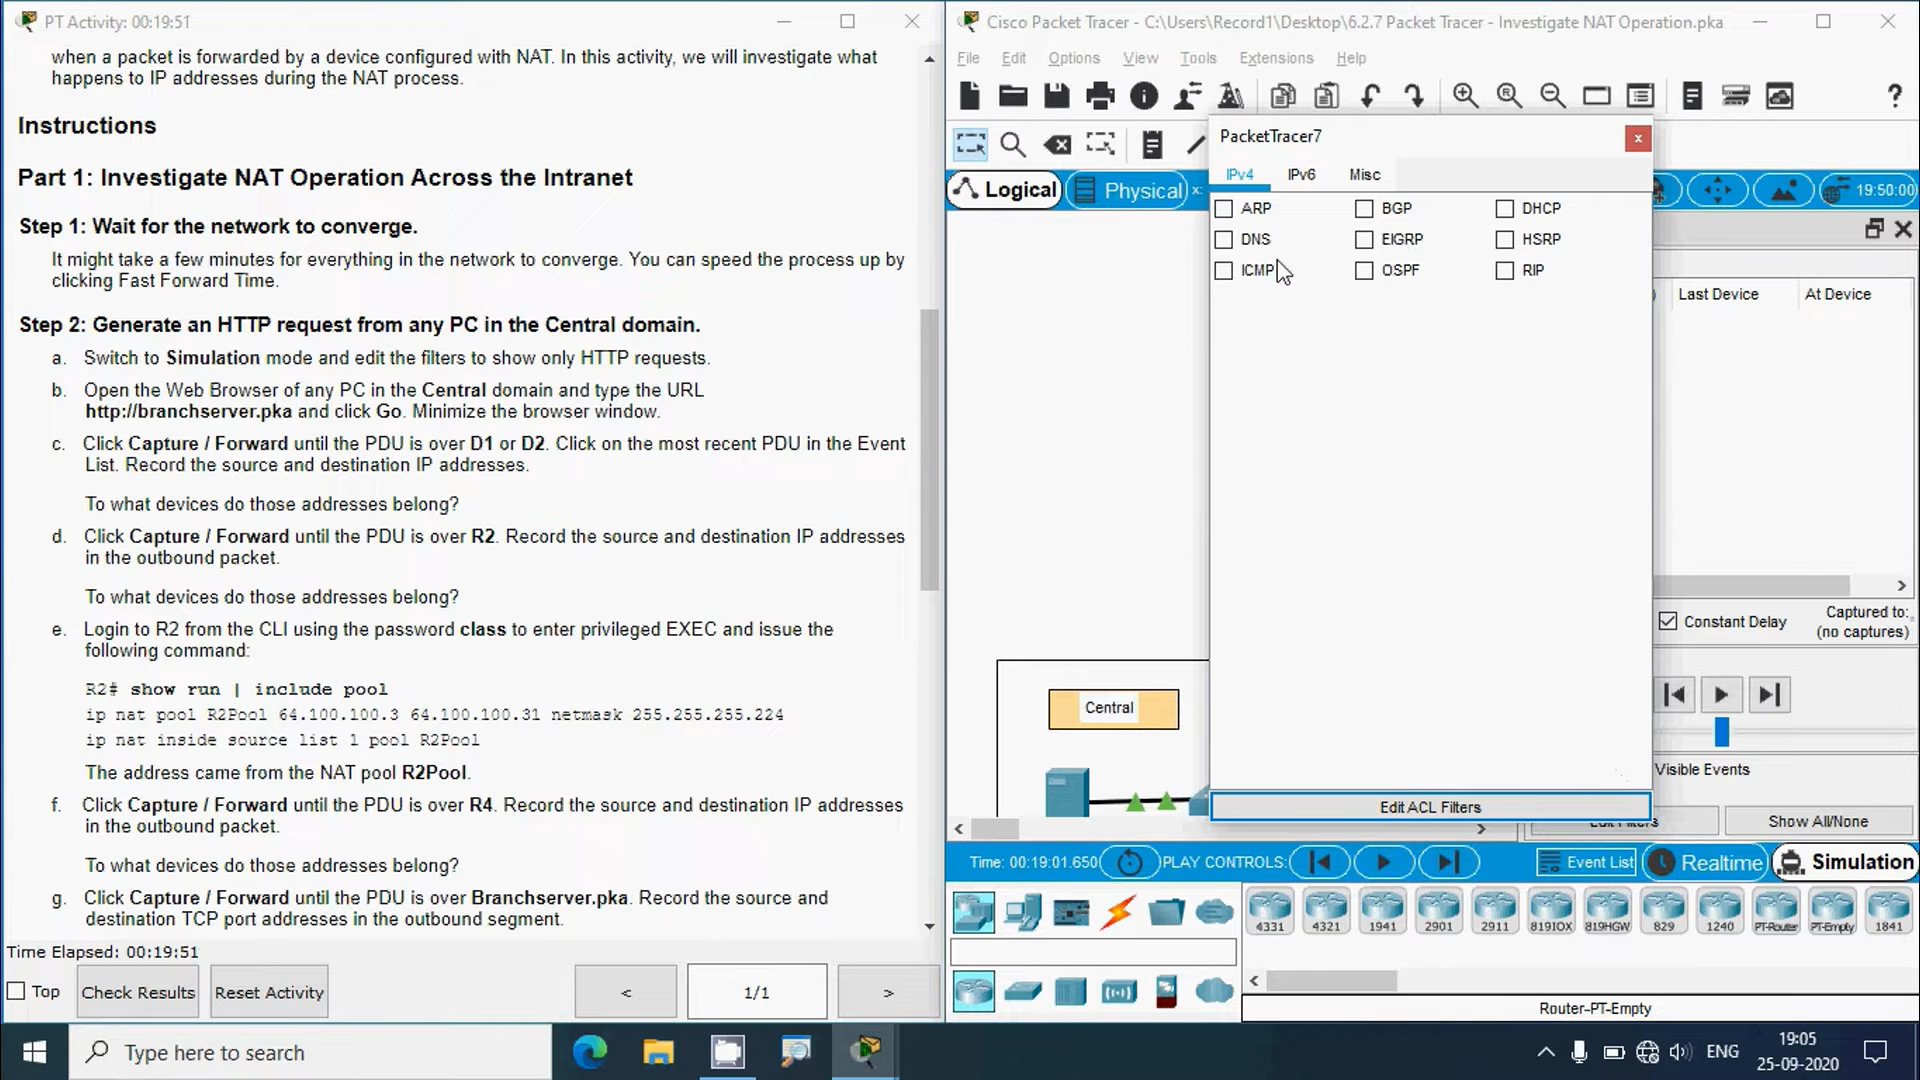 PT Activity: 00:19:51
when a packet is forwarded by a device configured with NAT. In this activity, we will investigate what
happens to IP addresses during the NAT process.
Instructions
Part 1: Investigate NAT Operation Across the Intranet
Step 1: Wait for the network to converge.
It might take a few minutes for everything in the network to converge. You can speed the process up by
clicking Fast Forward Time.
Step 2: Generate an HTTP request from any PC in the Central domain.
a. Switch to Simulation mode and edit the filters to show only HTTP requests.
b. Open the Web Browser of any PC in the Central domain and type the URL
http://branchserver.pka and click Go. Minimize the browser window.
c. Click Capture / Forward until the PDU is over D1 or D2. Click on the most recent PDU in the Event
List. Record the source and destination IP addresses.
To what devices do those addresses belong?
d. Click Capture / Forward until the PDU is over R2. Record the source and destination IP addresses
in the outbound packet.
To what devices do those addresses belong?
e. Login to R2 from the CLI using the password class to enter privileged EXEC and issue the
following command:
R2# show run | include pool
ip nat pool R2Pool 64.100.100.3 64.100.100.31 netmask 255.255.255.224
ip nat inside source list 1 pool R2Pool
The address came from the NAT pool R2Pool.
f. Click Capture / Forward until the PDU is over R4. Record the source and destination IP addresses
in the outbound packet.
To what devices do those addresses belong?
g. Click Capture / Forward until the PDU is over Branchserver.pka. Record the source and
destination TCP port addresses in the outbound segment.
Time Elapsed: 00:19:51
Top
Check Results
Reset Activity
<
1/1
>
Cisco Packet Tracer - C:\Users\Record1\Desktop\6.2.7 Packet Tracer - Investigate NAT Operation.pka
File Edit Options View Tools Extensions Help
Logical
Physical
19:50:00
PacketTracer7
IPv4 IPv6 Misc
ARP BGP DHCP
DNS EIGRP HSRP
ICMP OSPF RIP
Edit ACL Filters
Last Device At Device
Constant Delay
Captured to:
(no captures)
Visible Events
Edit Filters
Show All/None
Central
Time: 00:19:01.650
PLAY CONTROLS:
Event List
Realtime
Simulation
4331 4321 1941 2901 2911 819IOX 819HGW 829 1240 PT-Router PT-Empty 1841
Router-PT-Empty
Type here to search
ENG
19:05
25-09-2020